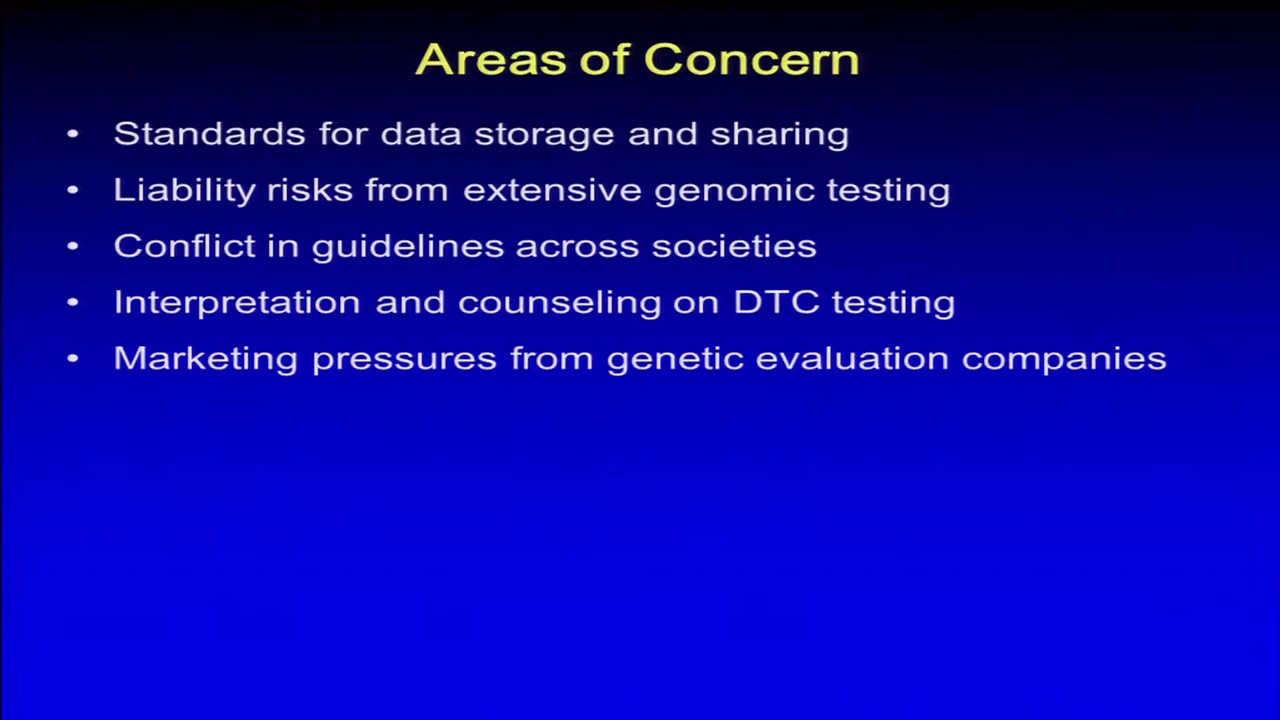 Areas of Concern
• Standards for data storage and sharing
• Liability risks from extensive genomic testing
• Conflict in guidelines across societies
• Interpretation and counseling on DTC testing
• Marketing pressures from genetic evaluation companies